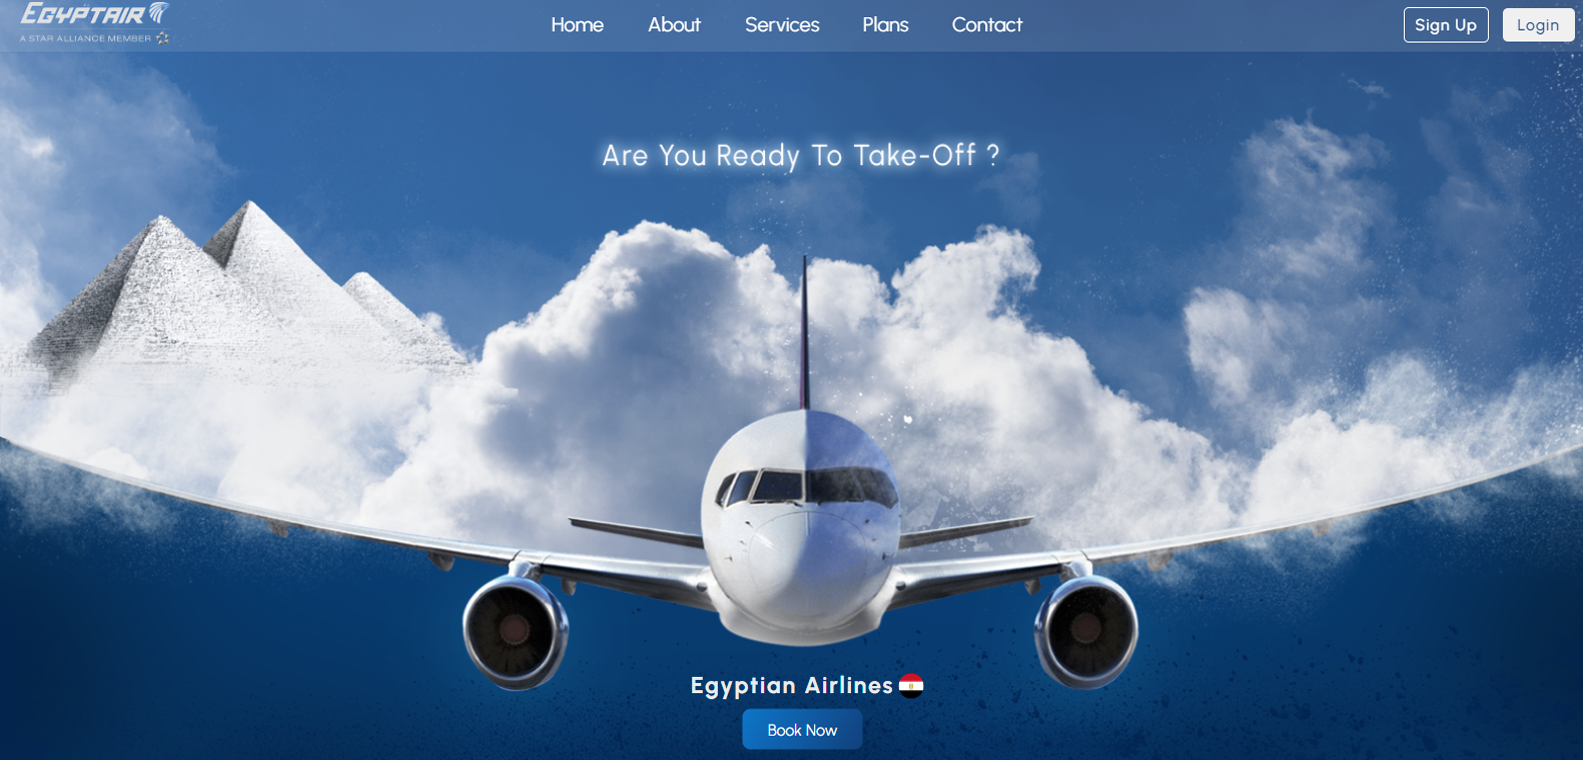 EGYPTAIR
A STAR ALLIANCE MEMBER
Home
About
Services
Plans
Contact
Sign Up
Login
Are You Ready To Take-Off ?
Egyptian Airlines
Book Now